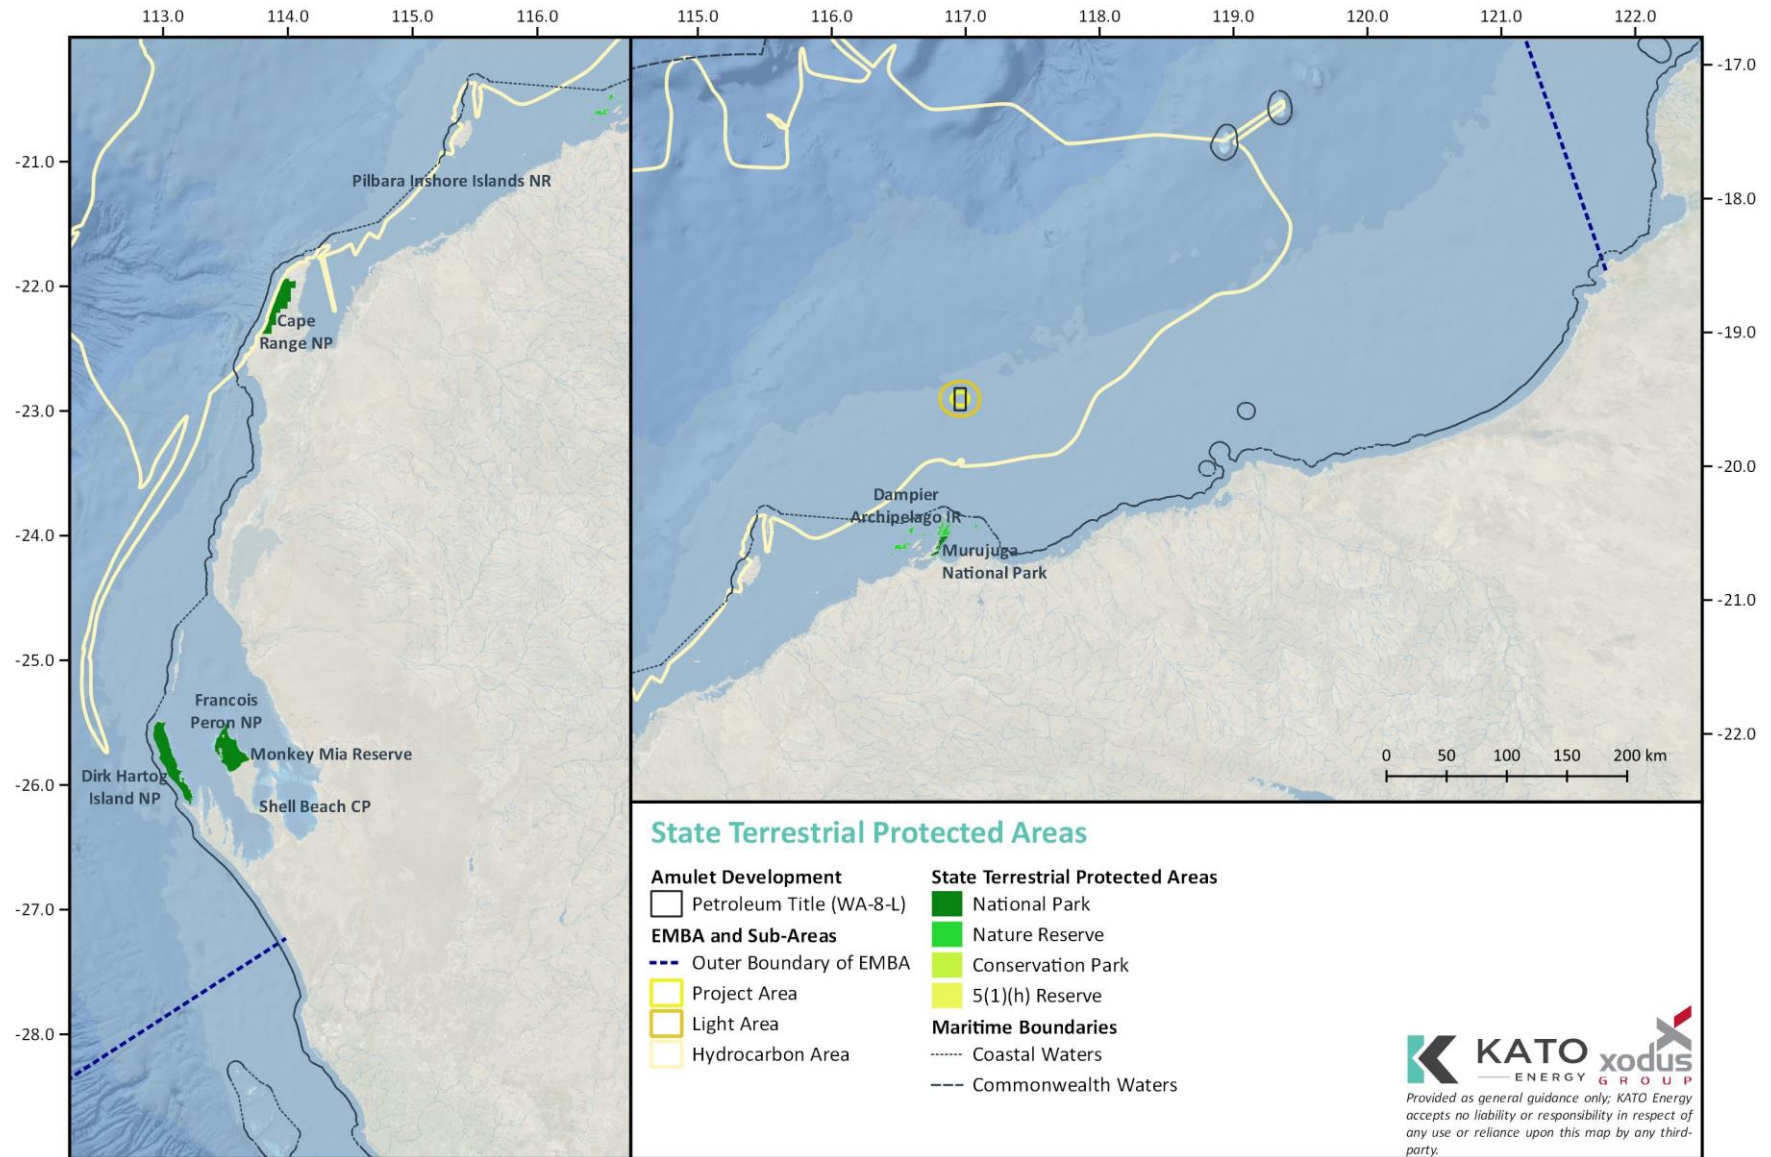 113.0
114.0
115.0
116.0
115.0
116.0
117.0
118.0
119.0
120.0
121.0
122.0
-21.0
-22.0
-23.0
-24.0
-25.0
-26.0
-27.0
-28.0
-17.0
-18.0
-19.0
-20.0
-21.0
-22.0
Pilbara Inshore Islands NR
Cape
Range NP
Francois
Peron NP
Monkey Mia Reserve
Dirk Hartog
Island NP
Shell Beach CP
Dampier
Archipelago IR
Murujuga
National Park
0 50 100 150 200 km
State Terrestrial Protected Areas
Amulet Development
Petroleum Title (WA-8-L)
EMBA and Sub-Areas
Outer Boundary of EMBA
Project Area
Light Area
Hydrocarbon Area
State Terrestrial Protected Areas
National Park
Nature Reserve
Conservation Park
5(1)(h) Reserve
Maritime Boundaries
Coastal Waters
Commonwealth Waters
KATO
ENERGY
xodus
GROUP
Provided as general guidance only; KATO Energy
accepts no liability or responsibility in respect of
any use or reliance upon this map by any third-
party.